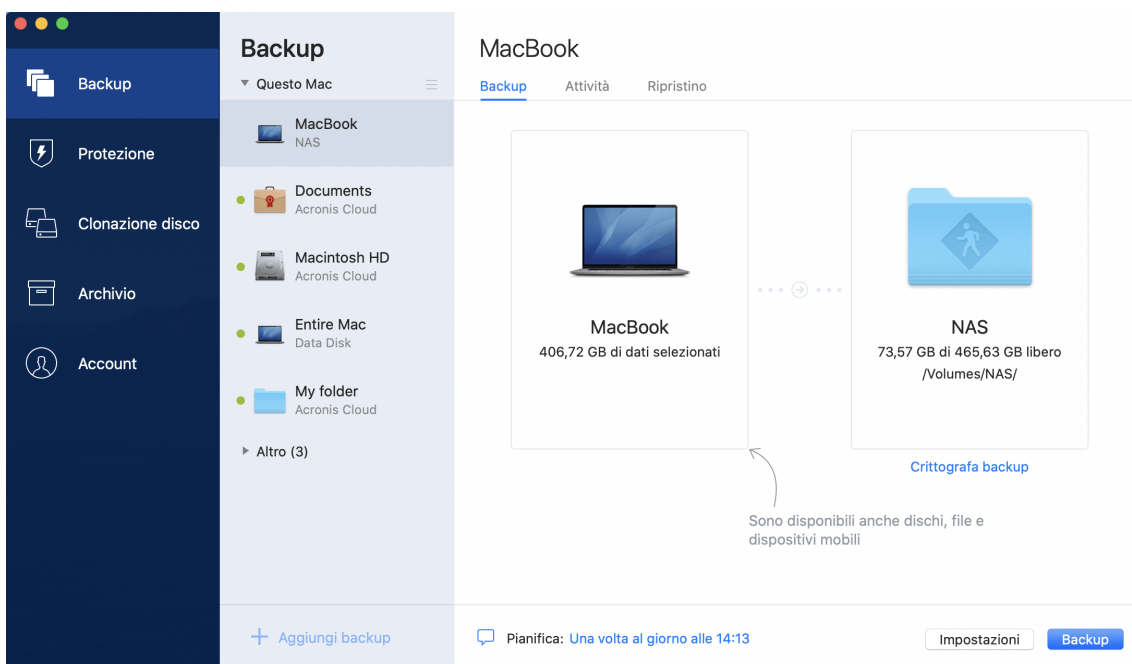 Backup
Protezione
Clonazione disco
Archivio
Account
Backup
Questo Mac
MacBook
NAS
Documents
Acronis Cloud
Macintosh HD
Acronis Cloud
Entire Mac
Data Disk
My folder
Acronis Cloud
Altro (3)
Aggiungi backup
MacBook
Backup Attività Ripristino
MacBook
406,72 GB di dati selezionati
NAS
73,57 GB di 465,63 GB libero
/Volumes/NAS/
Crittografa backup
Sono disponibili anche dischi, file e
dispositivi mobili
Pianifica: Una volta al giorno alle 14:13
Impostazioni
Backup